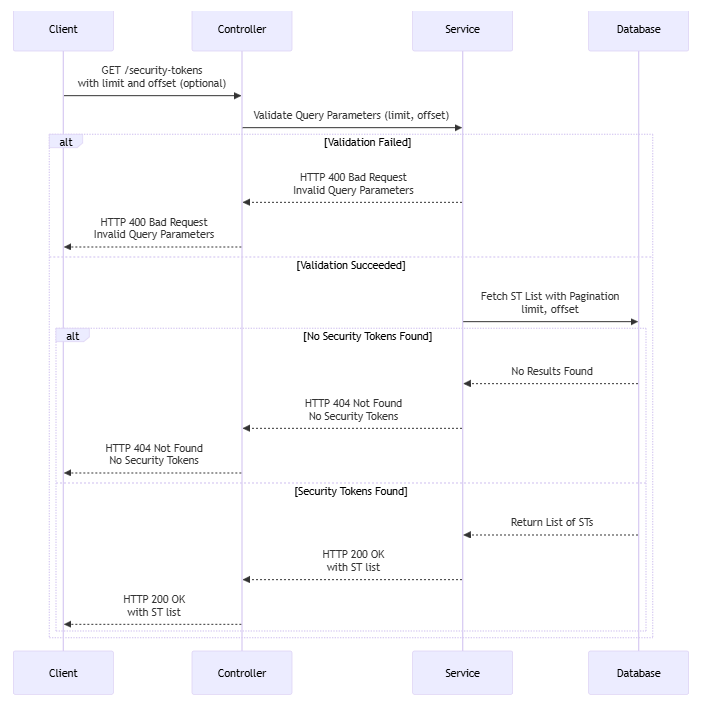 Client
Controller
Service
Database
GET /security-tokens
with limit and offset (optional)
Validate Query Parameters (limit, offset)
alt
[Validation Failed]
HTTP 400 Bad Request
Invalid Query Parameters
HTTP 400 Bad Request
Invalid Query Parameters
[Validation Succeeded]
Fetch ST List with Pagination
limit, offset
alt
[No Security Tokens Found]
No Results Found
HTTP 404 Not Found
No Security Tokens
HTTP 404 Not Found
No Security Tokens
[Security Tokens Found]
Return List of STs
HTTP 200 OK
with ST list
HTTP 200 OK
with ST list
Client
Controller
Service
Database